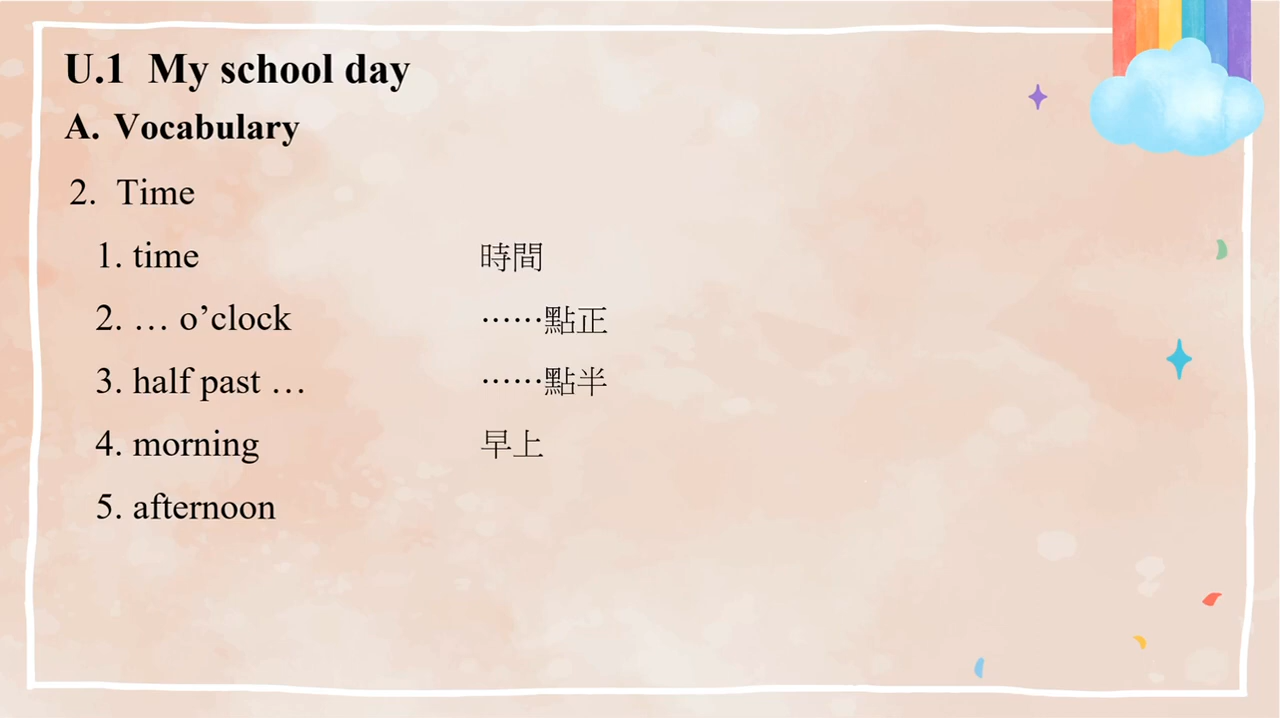 U.1 My school day
A. Vocabulary
2. Time
1. time 時間
2. … o’clock ……點正
3. half past … ……點半
4. morning 早上
5. afternoon